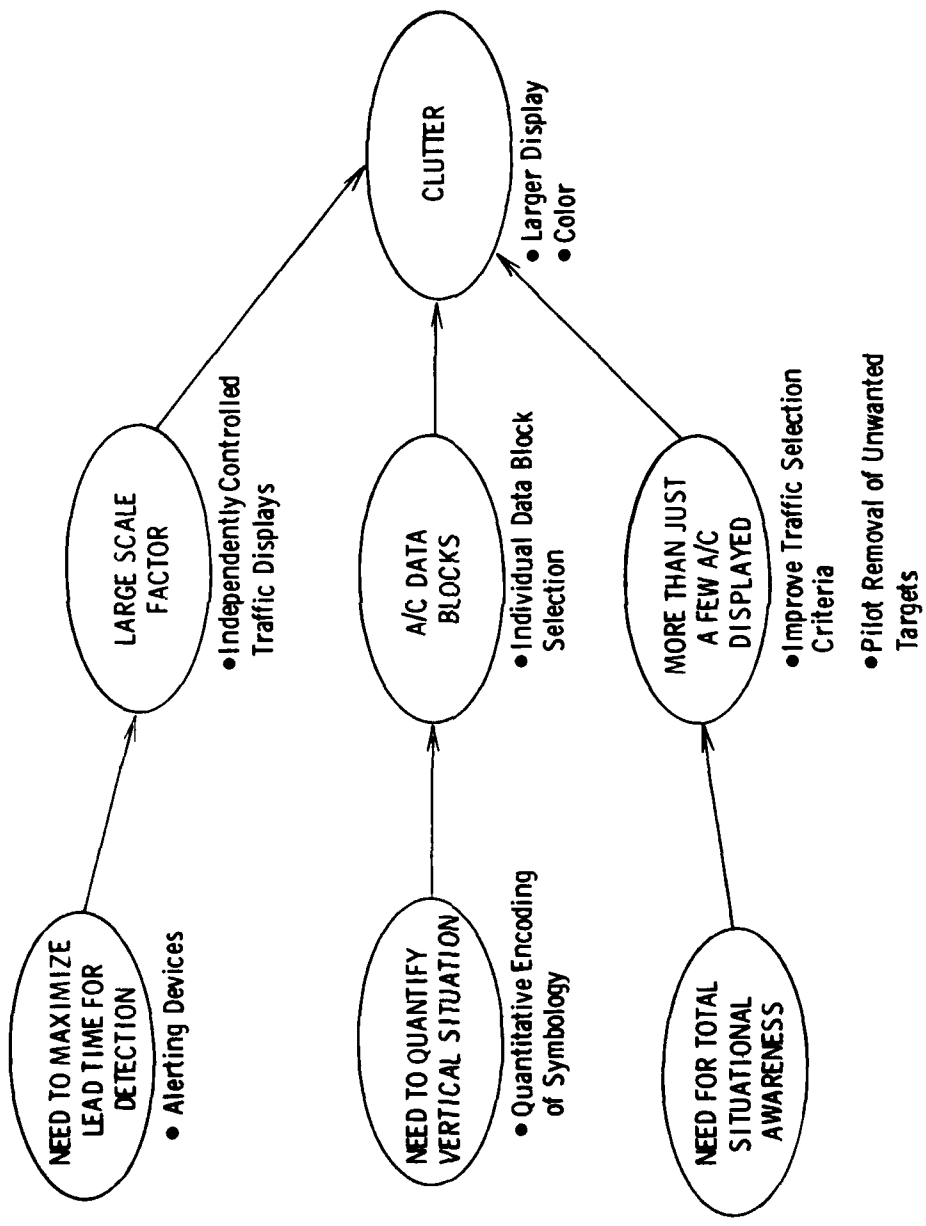 NEED TO MAXIMIZE
LEAD TIME FOR
DETECTION
• Alerting Devices
LARGE SCALE
FACTOR
• Independently Controlled
Traffic Displays
NEED TO QUANTIFY
VERTICAL SITUATION
• Quantitative Encoding
of Symbology
A/C DATA
BLOCKS
• Individual Data Block
Selection
CLUTTER
• Larger Display
• Color
NEED FOR TOTAL
SITUATIONAL
AWARENESS
MORE THAN JUST
A FEW A/C
DISPLAYED
• Improve Traffic Selection
Criteria
• Pilot Removal of Unwanted
Targets